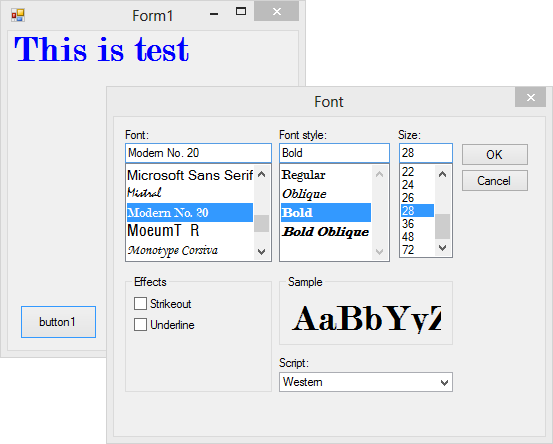 Form1
This is test
button1
Font
Font:
Modern No. 20
Microsoft Sans Serif
Mistral
Modern No. 20
MoeumT R
Monotype Corsiva
Font style:
Bold
Regular
Oblique
Bold
Bold Oblique
Size:
28
22
24
26
28
36
48
72
OK
Cancel
Effects
Strikeout
Underline
Sample
AaBbYyZ
Script:
Western